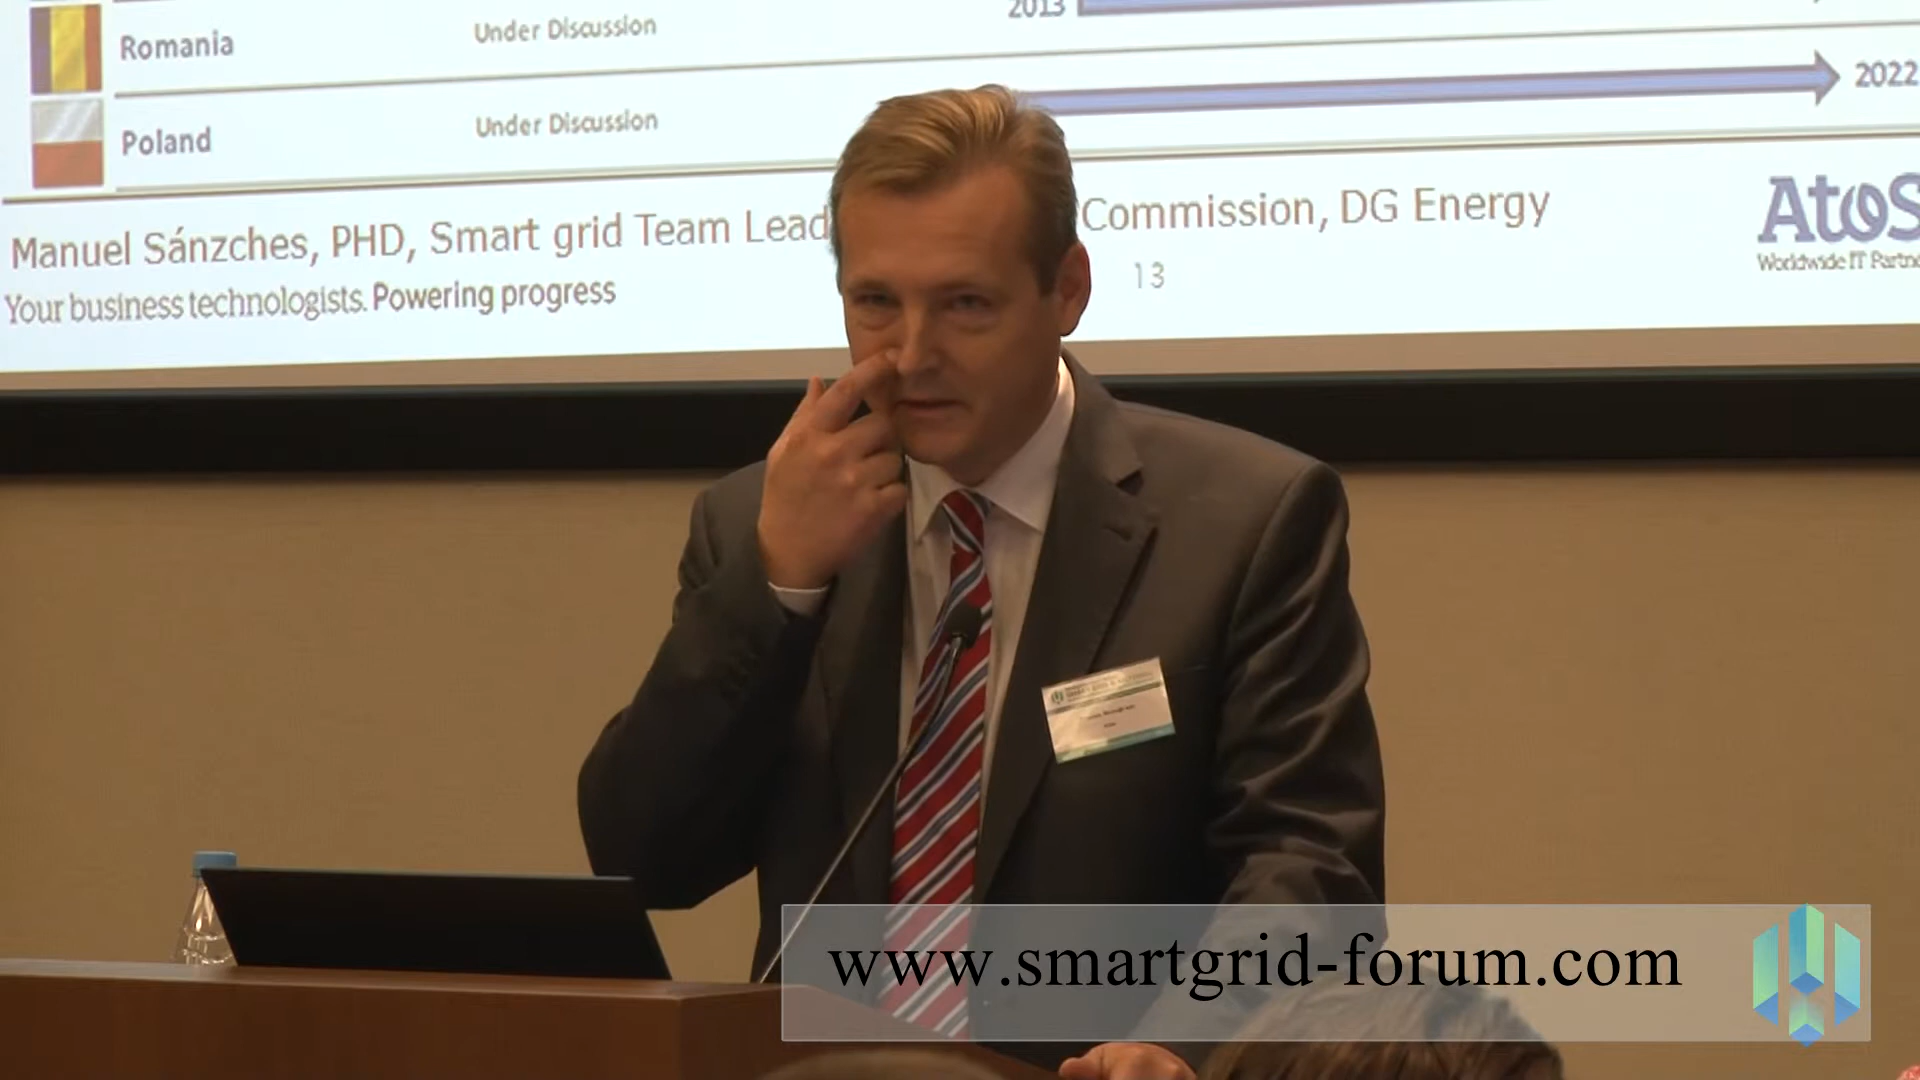 2013
Romania
Under Discussion
2022
Poland
Under Discussion
Manuel Sánzches, PHD, Smart grid Team Lead
Commission, DG Energy
13
Your business technologists. Powering progress
Atos
Worldwide IT Partne
www.smartgrid-forum.com